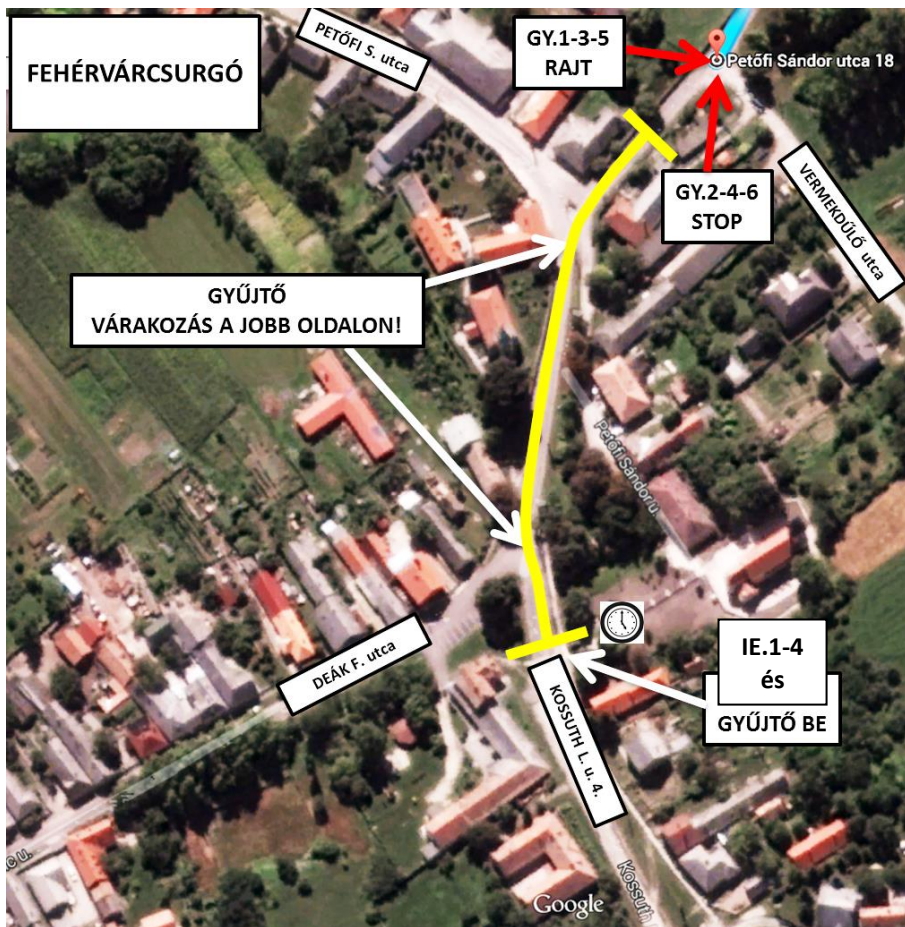 FEHÉRVÁRCSURGÓ
PETŐFI S. utca
GY.1-3-5
RAJT
Petőfi Sándor utca 18
GY.2-4-6
STOP
VERMEKDŰLŐ utca
GYŰJTŐ
VÁRAKOZÁS A JOBB OLDALON!
Petőfi Sándor u.
DEÁK F. utca
IE.1-4
és
GYŰJTŐ BE
KOSSUTH L. u. 4.
Kossuth
Google